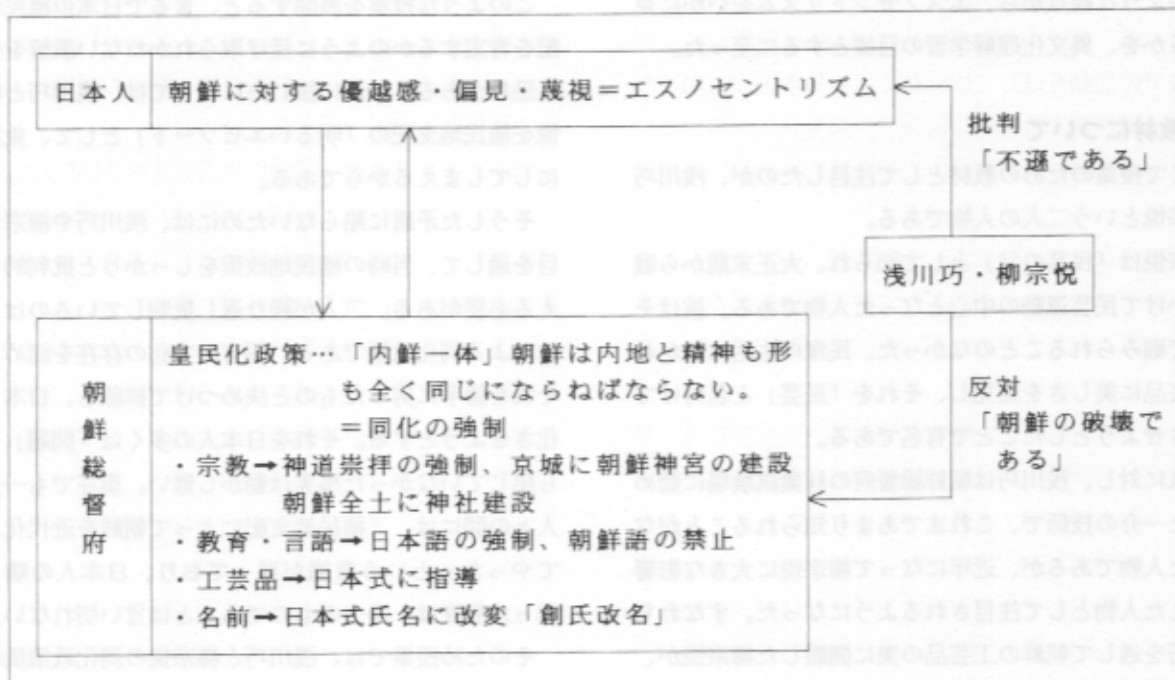 日本人 朝鮮に対する優越感・偏見・蔑視＝エスノセントリズム
批判
「不遜である」
浅川巧・柳宗悦
朝鮮総督府
皇民化政策…「内鮮一体」朝鮮は内地と精神も形
も全く同じにならねばならない。
＝同化の強制
・宗教→神道崇拝の強制、京城に朝鮮神宮の建設
朝鮮全土に神社建設
・教育・言語→日本語の強制、朝鮮語の禁止
・工芸品→日本式に指導
・名前→日本式氏名に改変「創氏改名」
反対
「朝鮮の破壊で
ある」